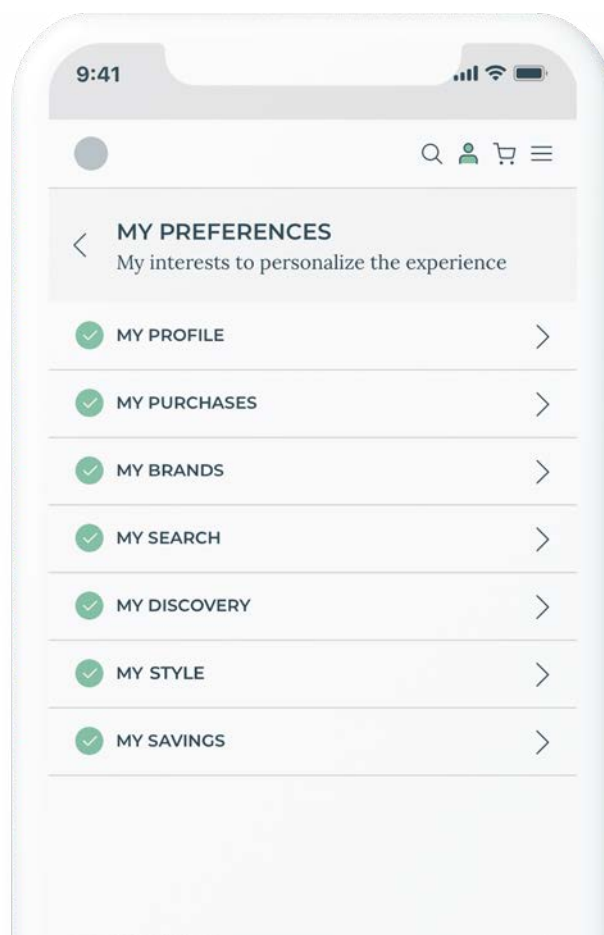 9:41
MY PREFERENCES
My interests to personalize the experience
MY PROFILE
MY PURCHASES
MY BRANDS
MY SEARCH
MY DISCOVERY
MY STYLE
MY SAVINGS